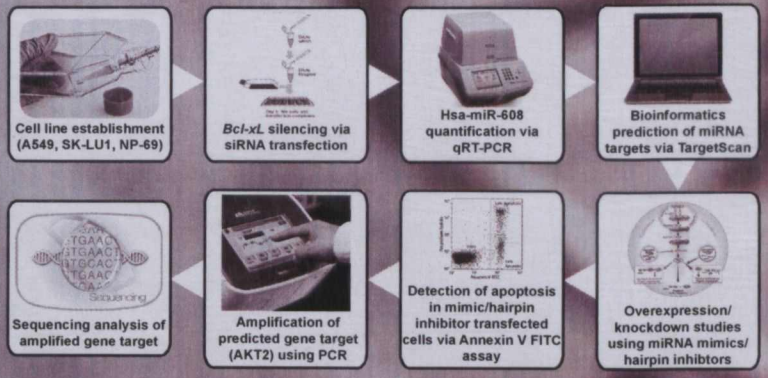 Cell line establishment
(A549, SK-LU1, NP-69)
Bcl-xL silencing via
siRNA transfection
Hsa-miR-608
quantification via
qRT-PCR
Bioinformatics
prediction of miRNA
targets via TargetScan
Overexpression/
knockdown studies
using miRNA mimics/
hairpin inhibtors
Detection of apoptosis
in mimic/hairpin
inhibitor transfected
cells via Annexin V FITC
assay
Amplification of
predicted gene target
(AKT2) using PCR
TGAAC
GTGAACT
GTGCAC
TGAAC
Sequencing
Sequencing analysis of
amplified gene target